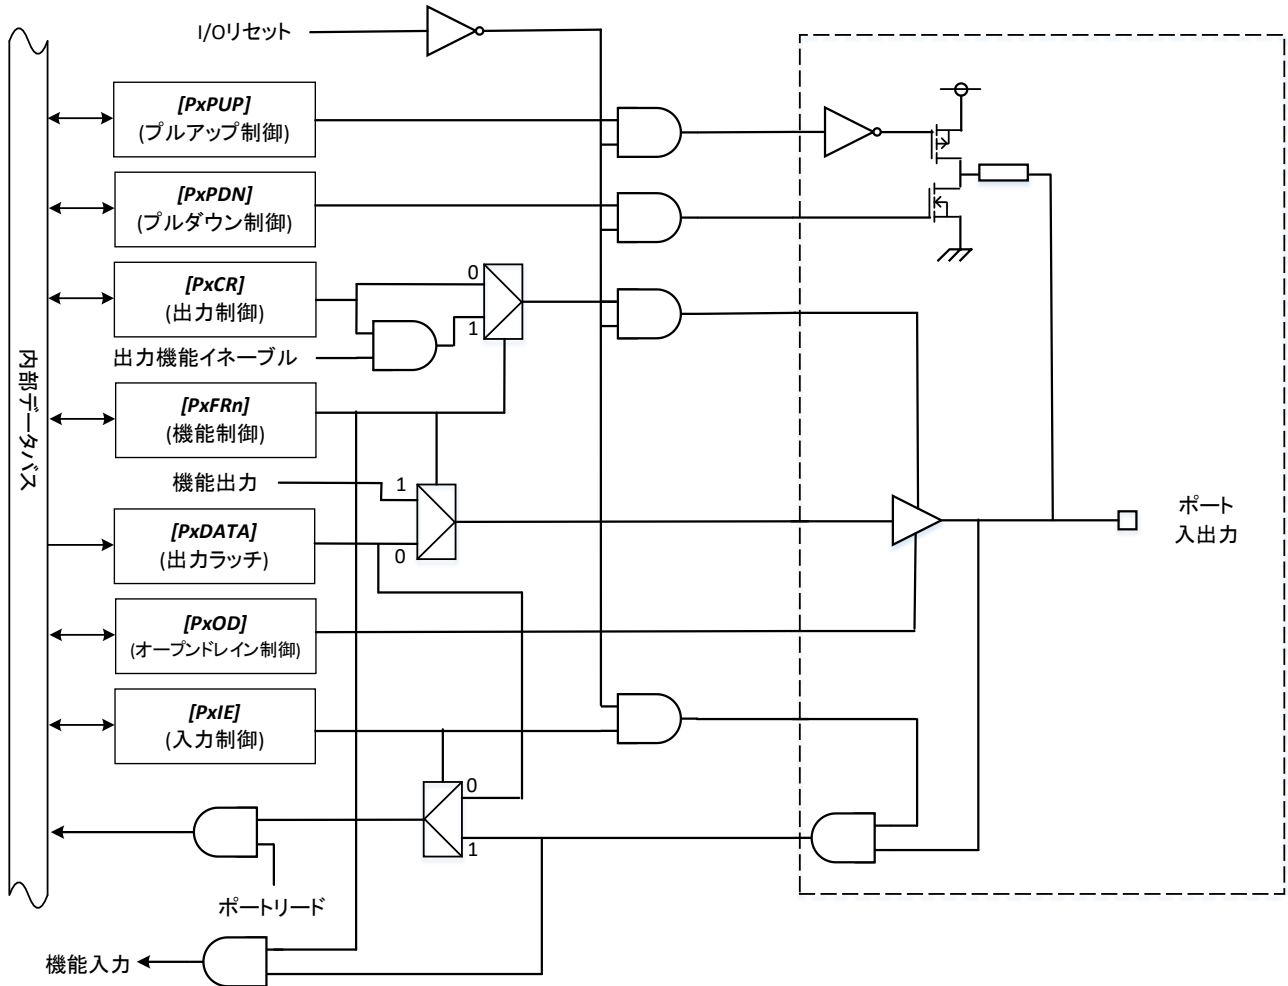 I/Oリセット
[PxPUP]
(プルアップ制御)
[PxPDN]
(プルダウン制御)
[PxCR]
(出力制御)
0
1
出力機能イネーブル
内部データバス
[PxFRn]
(機能制御)
機能出力
1
[PxDATA]
(出力ラッチ)
0
ポート
入出力
[PxOD]
(オープンドレイン制御)
[PxIE]
(入力制御)
0
1
ポートリード
機能入力